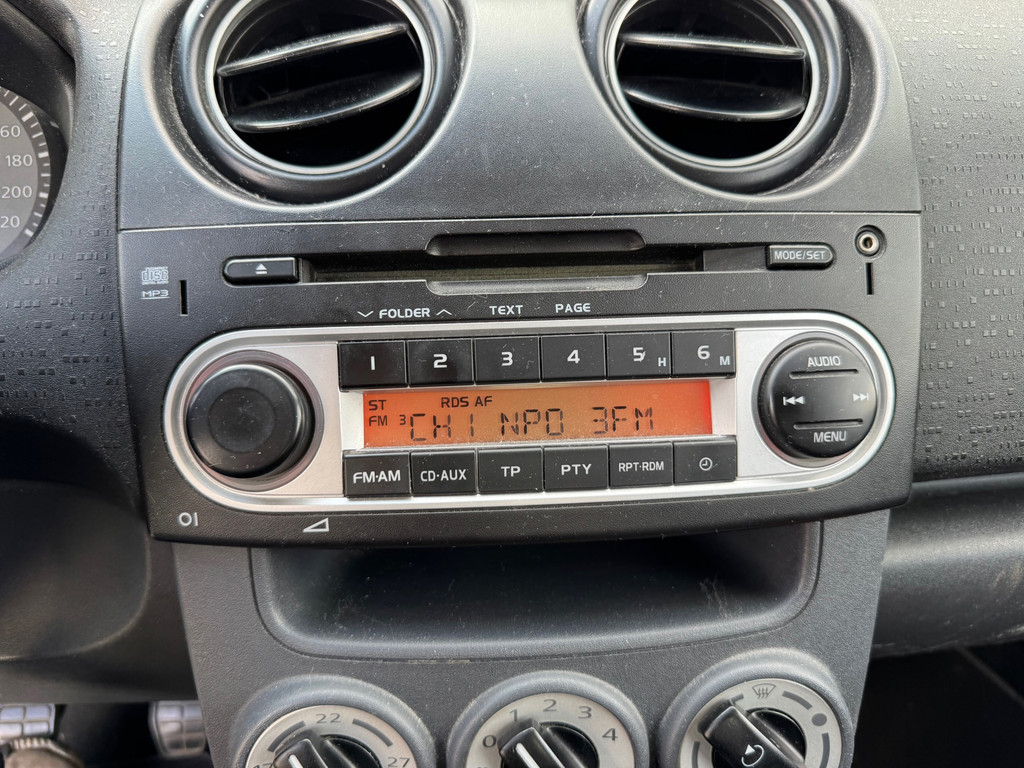 60
180
200
20
disc
MP3
MODE/SET
FOLDER TEXT PAGE
1 2 3 4 5 H 6 M
AUDIO
ST RDS AF
FM 3 CH1 NPO 3FM
MENU
FM·AM CD·AUX TP PTY RPT·RDM
22
27
0 1 2 3 4